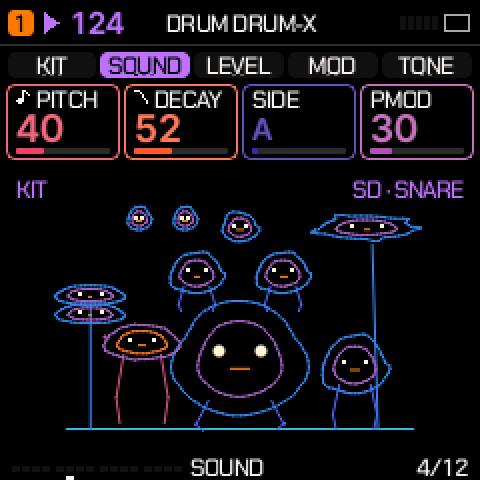 1 124 DRUM DRUM-X
KIT SOUND LEVEL MOD TONE
PITCH DECAY SIDE PMOD
40 52 A 30
KIT SD·SNARE
SOUND 4/12